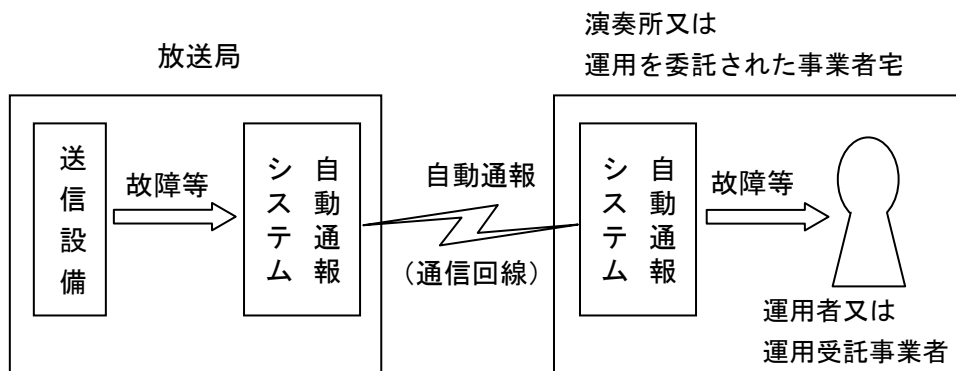 放送局
演奏所又は
運用を委託された事業者宅
送信設備
故障等
自動通報
システム
自動通報
(通信回線)
自動通報
システム
故障等
運用者又は
運用受託事業者